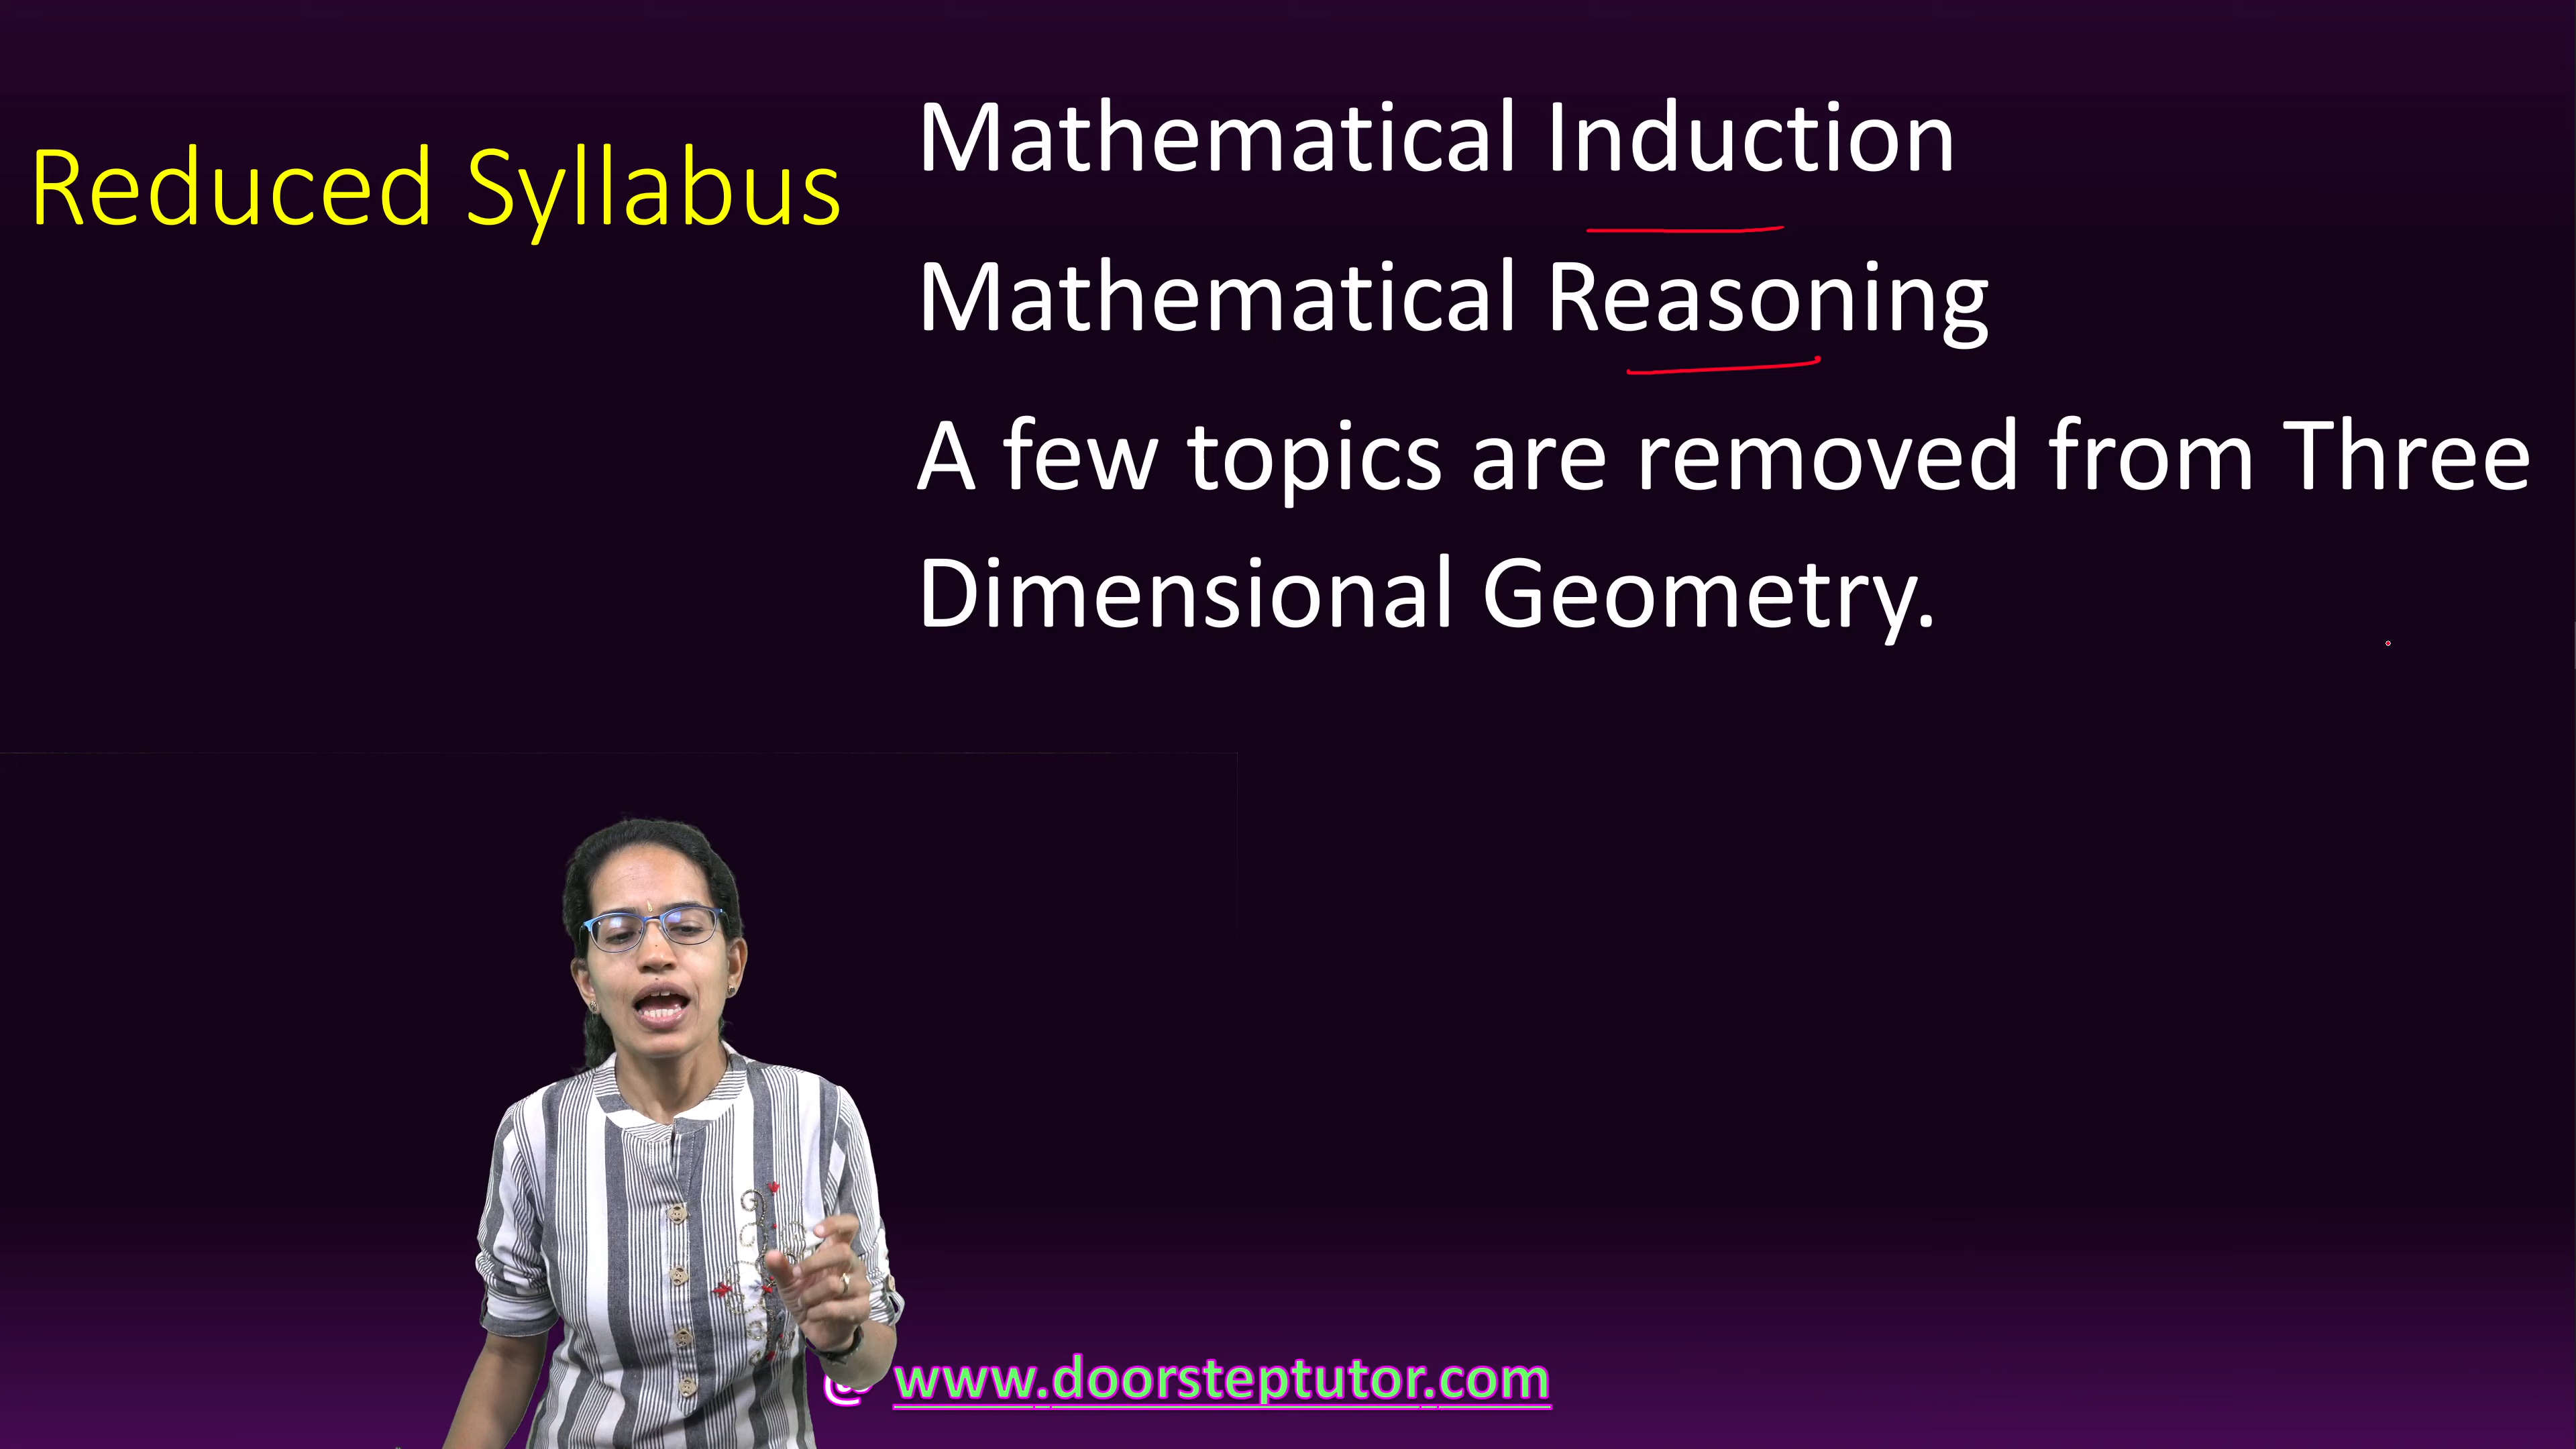 Reduced Syllabus
Mathematical Induction
Mathematical Reasoning
A few topics are removed from Three
Dimensional Geometry.
@ www.doorsteptutor.com